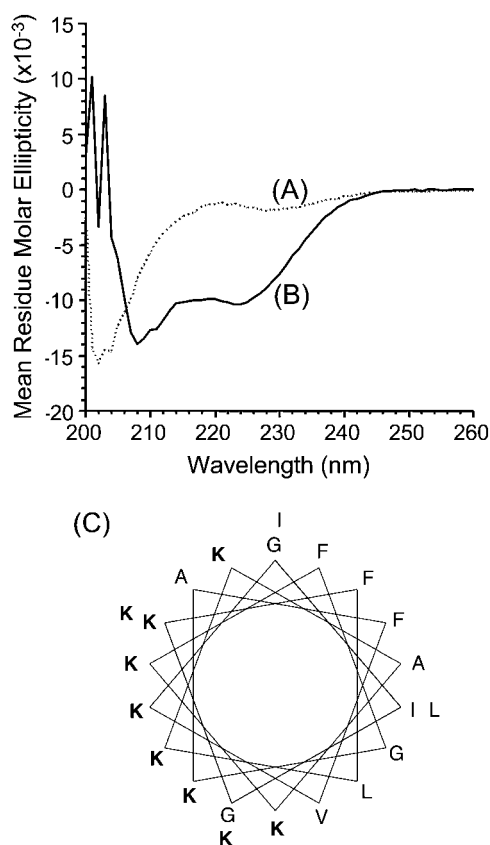 Mean Residue Molar Ellipticity (x10⁻³)
15
10
5
0
-5
-10
-15
-20
(A)
(B)
200 210 220 230 240 250 260
Wavelength (nm)
(C)
I
K G F
A F
K K F
K A
K I L
K G
K L
G K V
K